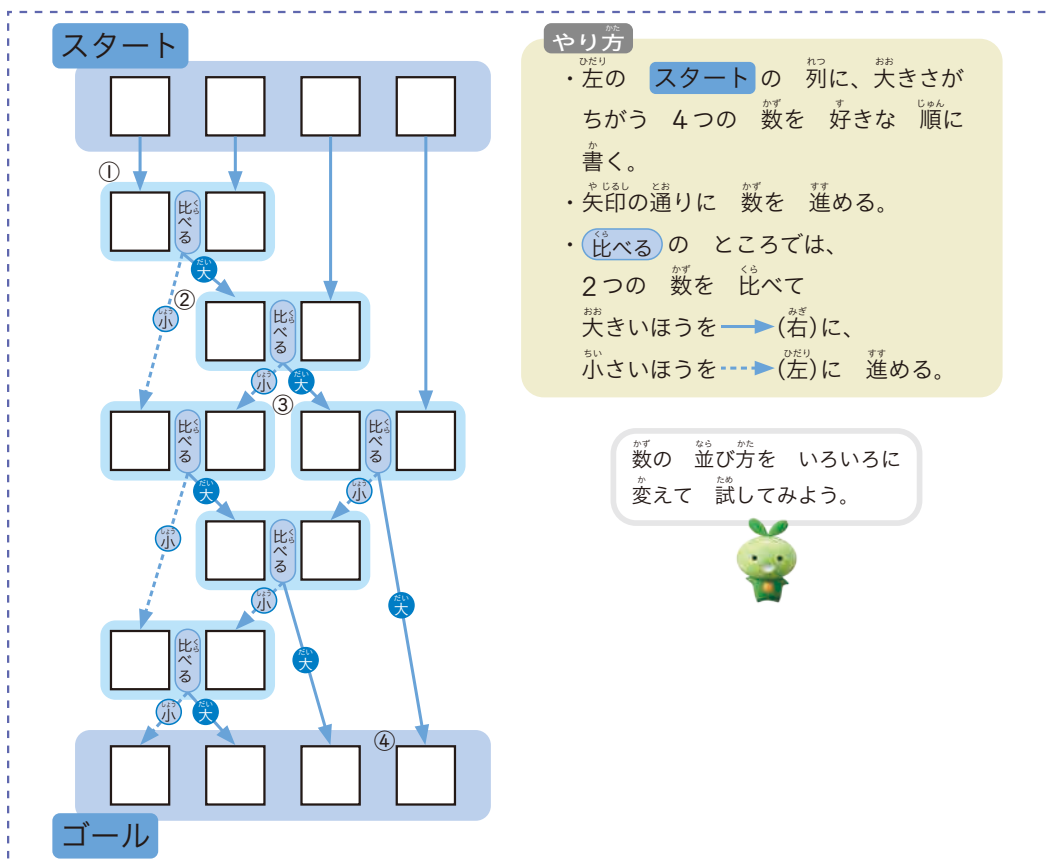 スタート
①
比べる
小
大
②
比べる
小
大
③
比べる
比べる
小
大
小
大
比べる
小
大
比べる
小
大
④
ゴール
やり方
・左の スタート の 列に、大きさが
ちがう 4つの 数を 好きな 順に
書く。
・矢印の通りに 数を 進める。
・比べる の ところでは、
2つの 数を 比べて
大きいほうを (右)に、
小さいほうを (左)に 進める。
数の 並び方を いろいろに
変えて 試してみよう。